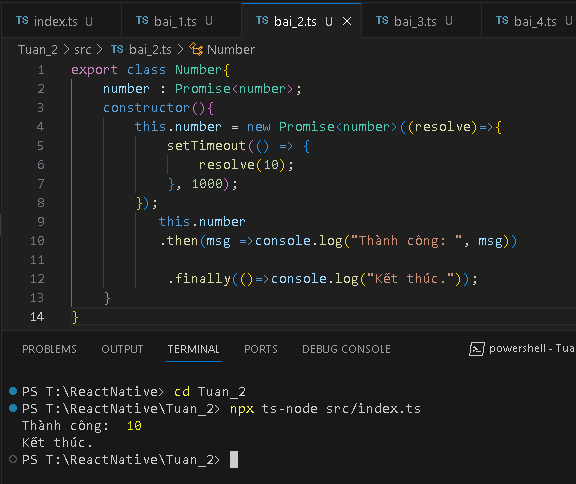 TS index.ts U TS bai_1.ts U TS bai_2.ts U × TS bai_3.ts U TS bai_4.ts U
Tuan_2 > src > TS bai_2.ts > Number
1 export class Number{
2 number : Promise<number>;
3 constructor(){
4 this.number = new Promise<number>((resolve)=>{
5 setTimeout(() => {
6 resolve(10);
7 }, 1000);
8 });
9 this.number
10 .then(msg =>console.log("Thành công: ", msg))
11
12 .finally(()=>console.log("Kết thúc."));
13 }
14 }
PROBLEMS OUTPUT TERMINAL PORTS DEBUG CONSOLE powershell - Tua
PS T:\ReactNative> cd Tuan_2
PS T:\ReactNative\Tuan_2> npx ts-node src/index.ts
Thành công:  10
Kết thúc.
PS T:\ReactNative\Tuan_2>